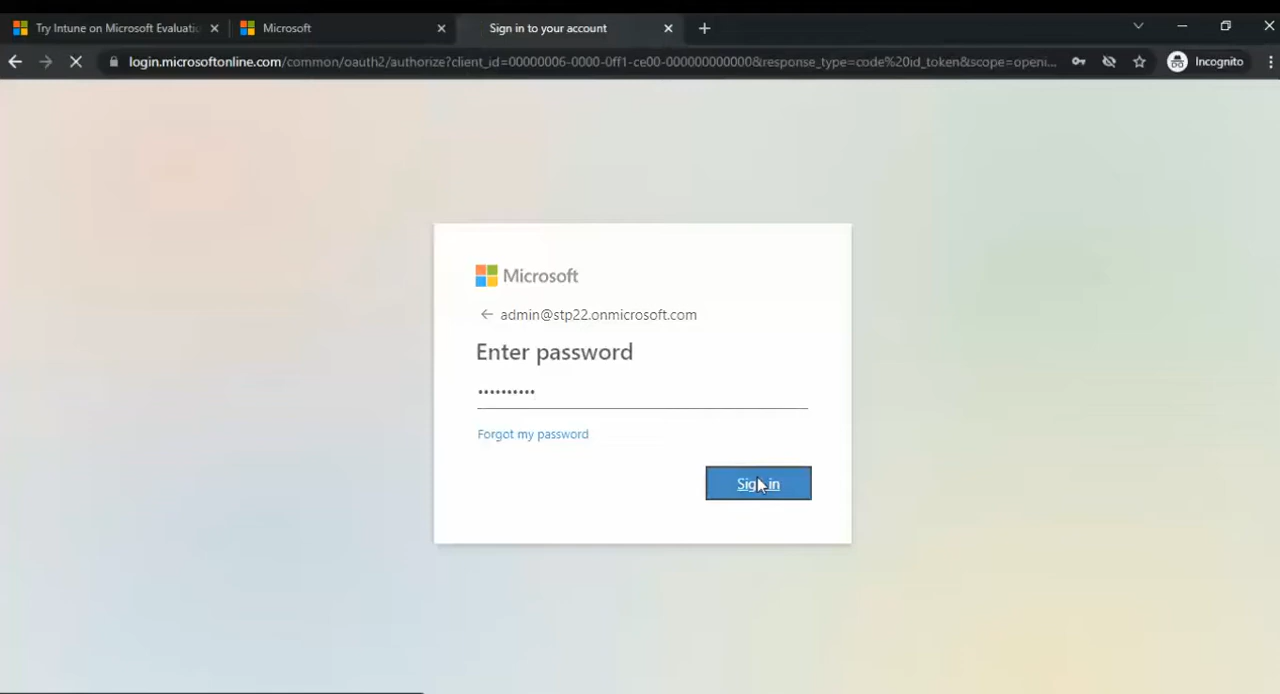 Try Intune on Microsoft Evaluatio
Microsoft
Sign in to your account
login.microsoftonline.com/common/oauth2/authorize?client_id=00000006-0000-0ff1-ce00-000000000000&response_type=code%20id_token&scope=openi...
Incognito
Microsoft
admin@stp22.onmicrosoft.com
Enter password
Forgot my password
Sign in